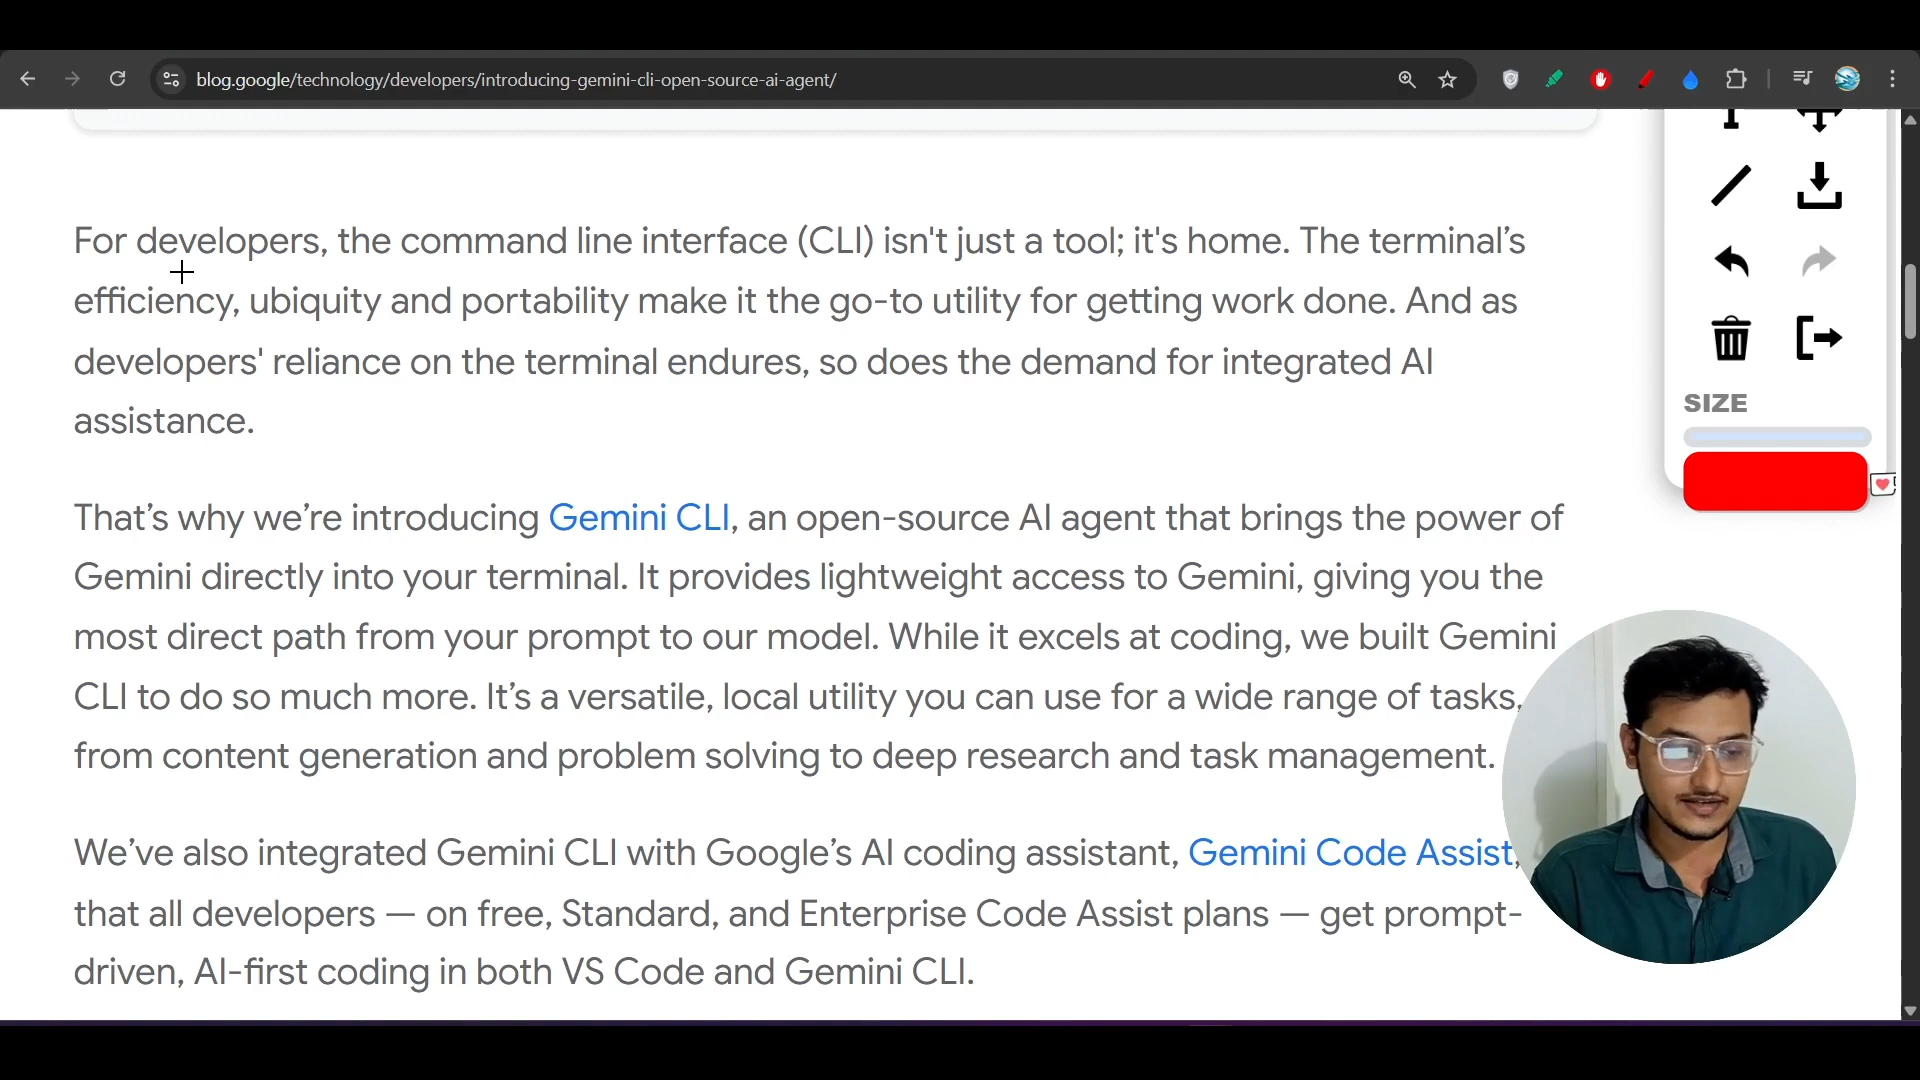 blog.google/technology/developers/introducing-gemini-cli-open-source-ai-agent/
For developers, the command line interface (CLI) isn't just a tool; it's home. The terminal’s
efficiency, ubiquity and portability make it the go-to utility for getting work done. And as
developers' reliance on the terminal endures, so does the demand for integrated AI
assistance.
SIZE
That’s why we’re introducing Gemini CLI, an open-source AI agent that brings the power of
Gemini directly into your terminal. It provides lightweight access to Gemini, giving you the
most direct path from your prompt to our model. While it excels at coding, we built Gemini
CLI to do so much more. It’s a versatile, local utility you can use for a wide range of tasks,
from content generation and problem solving to deep research and task management.
We’ve also integrated Gemini CLI with Google’s AI coding assistant, Gemini Code Assist,
that all developers — on free, Standard, and Enterprise Code Assist plans — get prompt-
driven, AI-first coding in both VS Code and Gemini CLI.